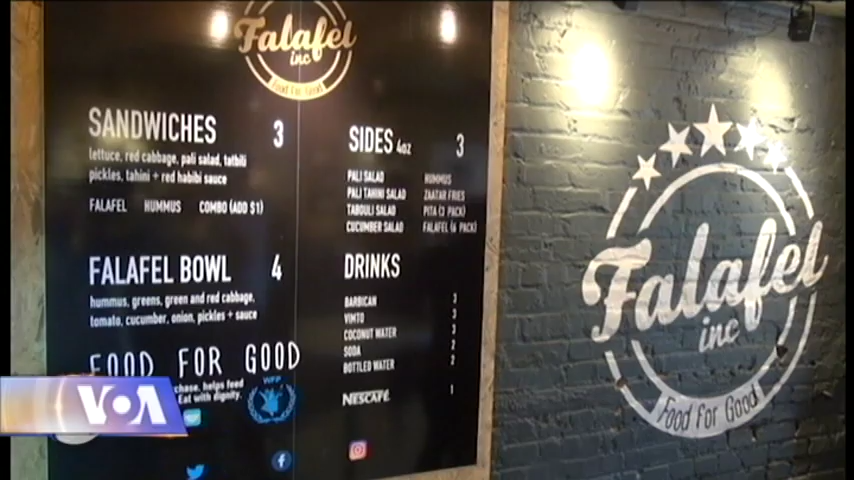 Falafel
inc
Food For Good
SANDWICHES 3
lettuce, red cabbage, pali salad, tatbili
pickles, tahini + red habibi sauce
FALAFEL HUMMUS COMBO (ADD $1)
FALAFEL BOWL 4
hummus, greens, green and red cabbage,
tomato, cucumber, onion, pickles + sauce
FOOD FOR GOOD
chase, helps feed
Eat with dignity.
WFP
SIDES 4oz 3
PALI SALAD HUMMUS
PALI TAHINI SALAD ZAATAR FRIES
TABOULI SALAD PITA (2 PACK)
CUCUMBER SALAD FALAFEL (6 PACK)
DRINKS
BARBICAN 3
VIMTO 3
COCONUT WATER 3
SODA 2
BOTTLED WATER 2
NESCAFÉ 1
Falafel
inc
Food For Good
VOA